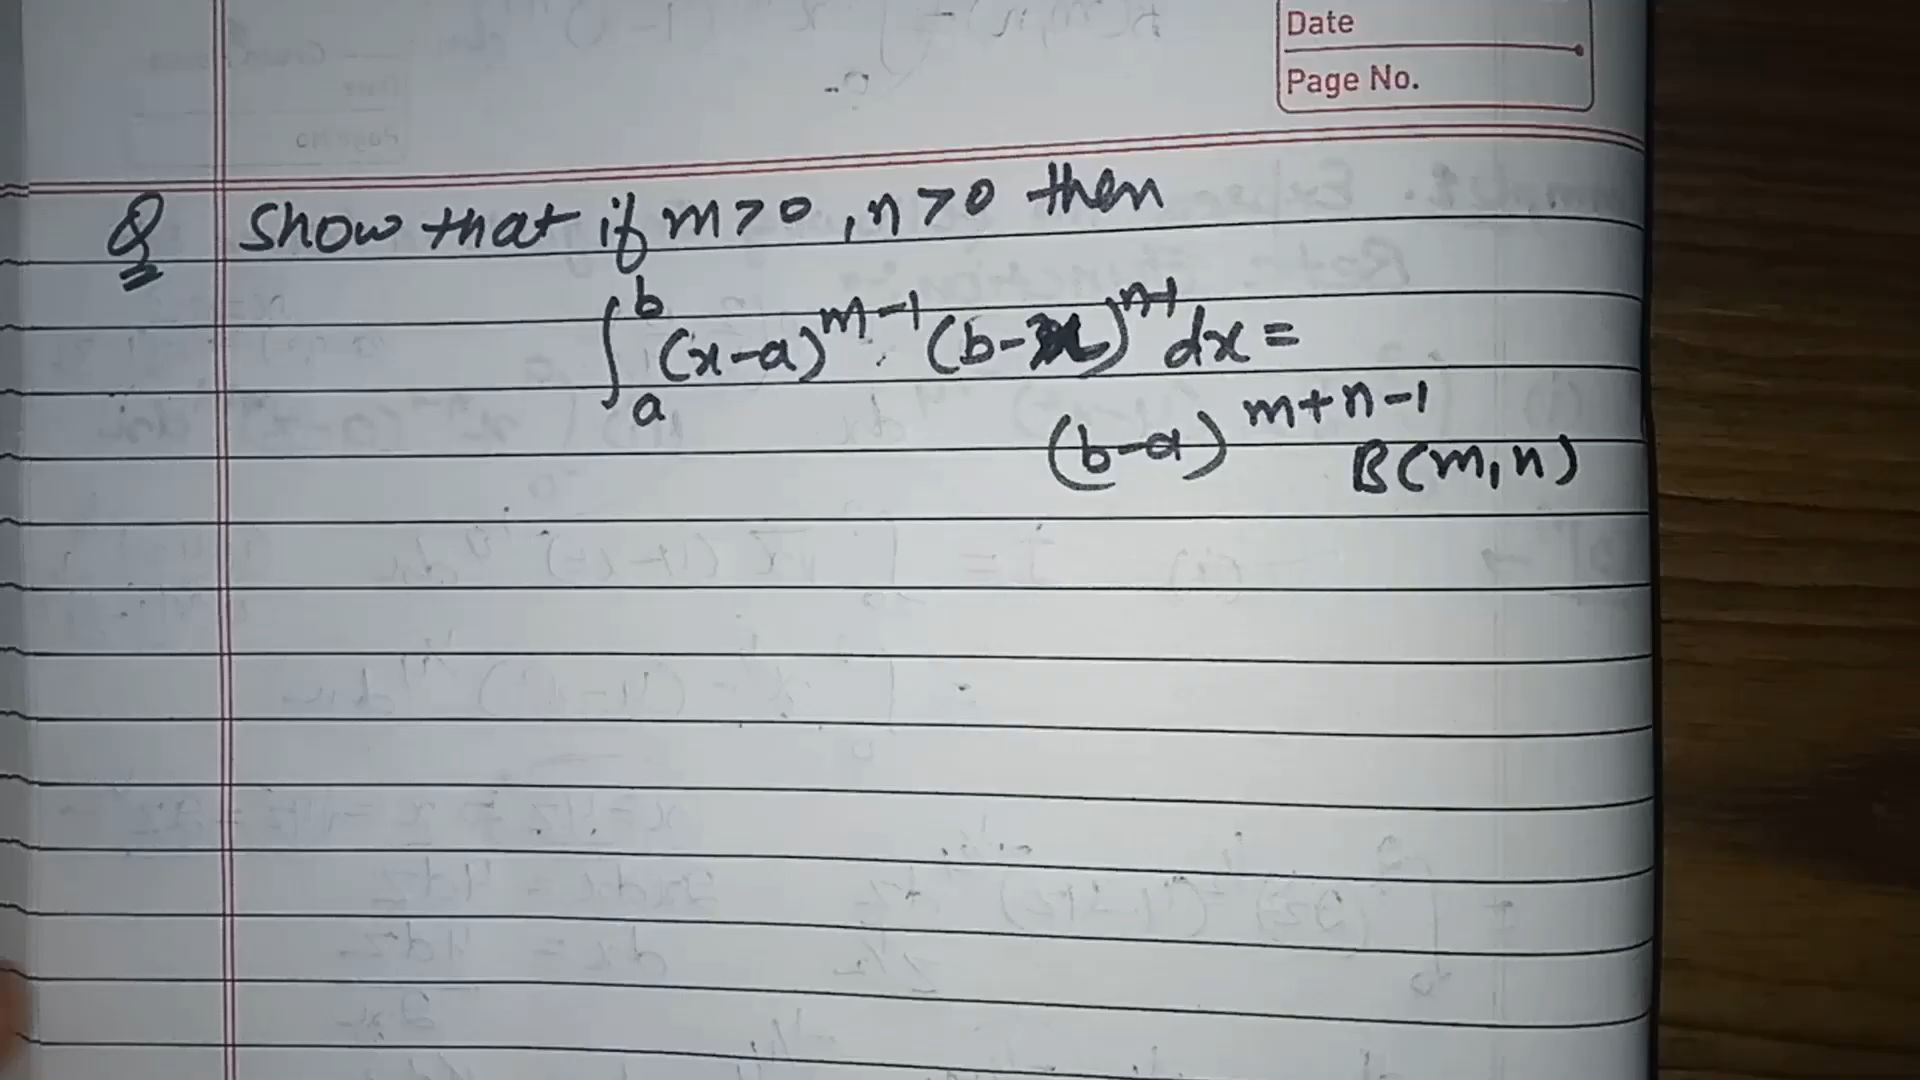 Date
Page No.
Q Show that if m>0, n>0 then
∫_a^b (x-a)^{m-1} (b-x)^{n-1} dx =
(b-a)^{m+n-1} B(m,n)